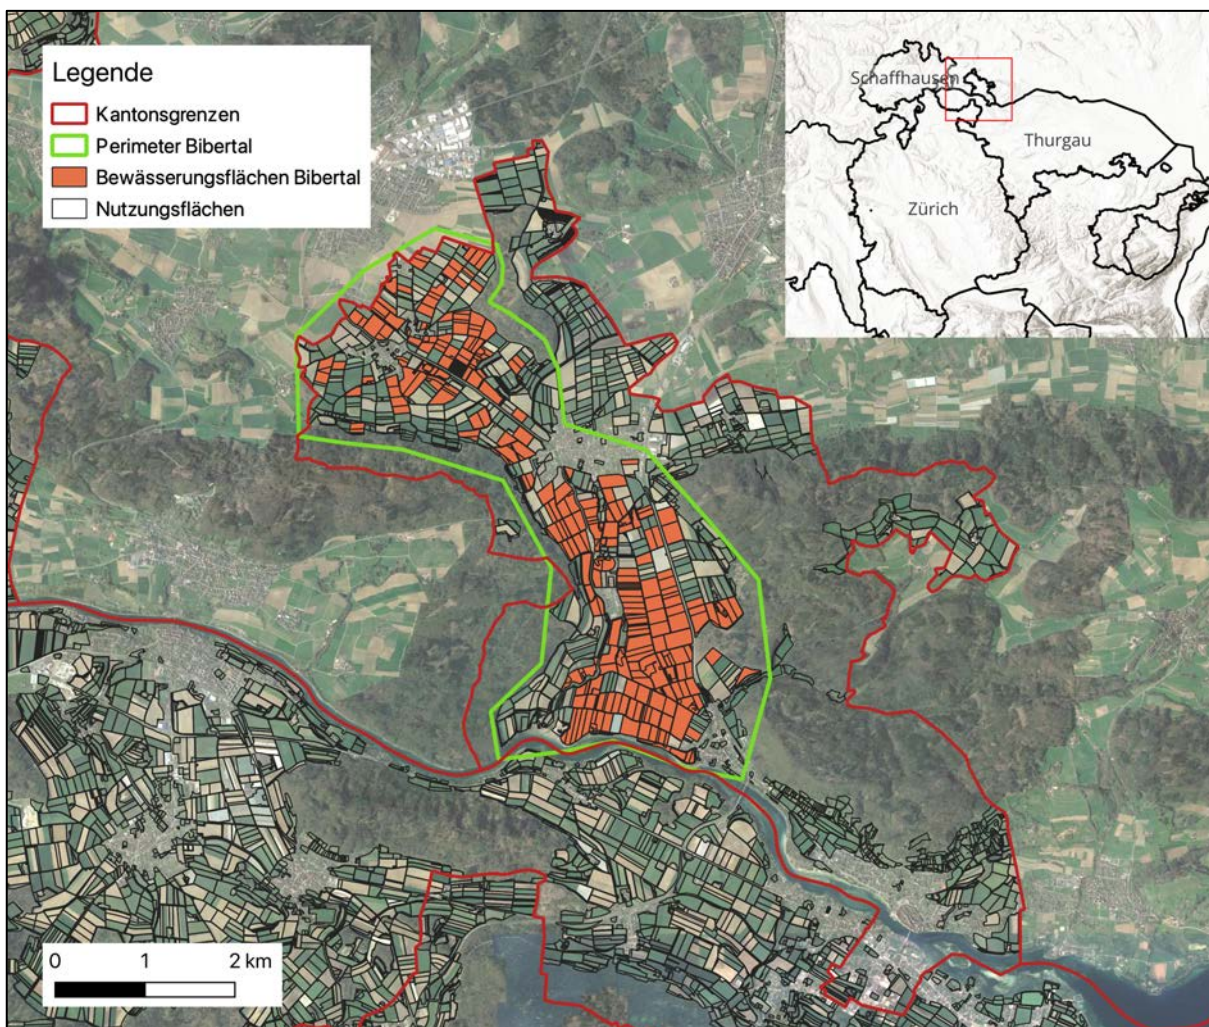 Legende
Kantonsgrenzen
Perimeter Bibertal
Bewässerungsflächen Bibertal
Nutzungsflächen
Schaffhausen
Thurgau
Zürich
0 1 2 km